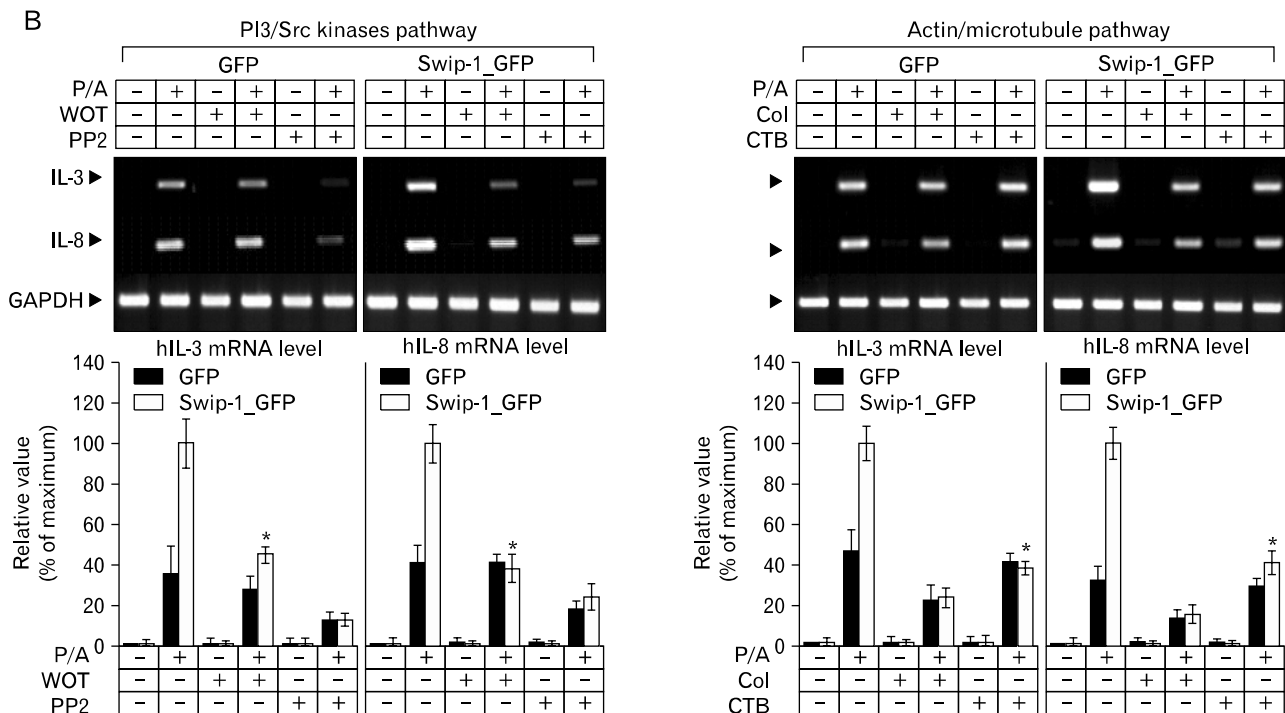 B
PI3/Src kinases pathway
GFP Swip-1_GFP
P/A − + − + − + − + − + − +
WOT − − + + − − − − + + − −
PP2 − − − − + + − − − − + +
IL-3
IL-8
GAPDH
hIL-3 mRNA level hIL-8 mRNA level
GFP GFP
Swip-1_GFP Swip-1_GFP
Relative value
(% of maximum)
140
120
100
80
60
40
20
0
* *
P/A − + − + − + − + − + − +
WOT − − + + − − − − + + − −
PP2 − − − − + + − − − − + +
Actin/microtubule pathway
GFP Swip-1_GFP
P/A − + − + − + − + − + − +
Col − − + + − − − − + + − −
CTB − − − − + + − − − − + +
hIL-3 mRNA level hIL-8 mRNA level
GFP GFP
Swip-1_GFP Swip-1_GFP
Relative value
(% of maximum)
140
120
100
80
60
40
20
0
* *
P/A − + − + − + − + − + − +
Col − − + + − − − − + + − −
CTB − − − − + + − − − − + +